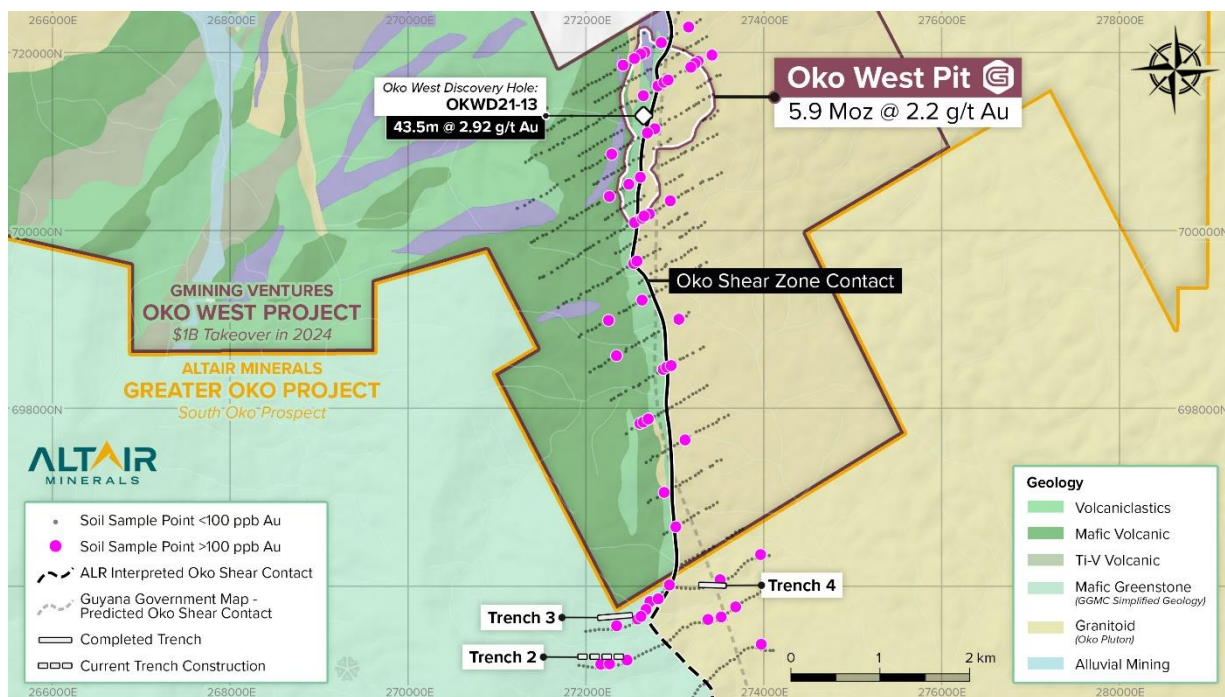 266000E
268000E
270000E
272000E
274000E
276000E
278000E
720000N
720000N
Oko West Discovery Hole:
OKWD21-13
43.5m @ 2.92 g/t Au
Oko West Pit G
5.9 Moz @ 2.2 g/t Au
700000N
700000N
Oko Shear Zone Contact
GMINING VENTURES
OKO WEST PROJECT
$1B Takeover in 2024
ALTAIR MINERALS
GREATER OKO PROJECT
South Oko Prospect
698000N
698000N
ALTAIR
MINERALS
Soil Sample Point <100 ppb Au
Soil Sample Point >100 ppb Au
ALR Interpreted Oko Shear Contact
Guyana Government Map -
Predicted Oko Shear Contact
Completed Trench
Current Trench Construction
Geology
Volcaniclastics
Mafic Volcanic
Ti-V Volcanic
Mafic Greenstone
(GGMC Simplified Geology)
Granitoid
(Oko Pluton)
Alluvial Mining
Trench 4
Trench 3
Trench 2
0 1 2 km
266000E
268000E
270000E
272000E
274000E
276000E
278000E